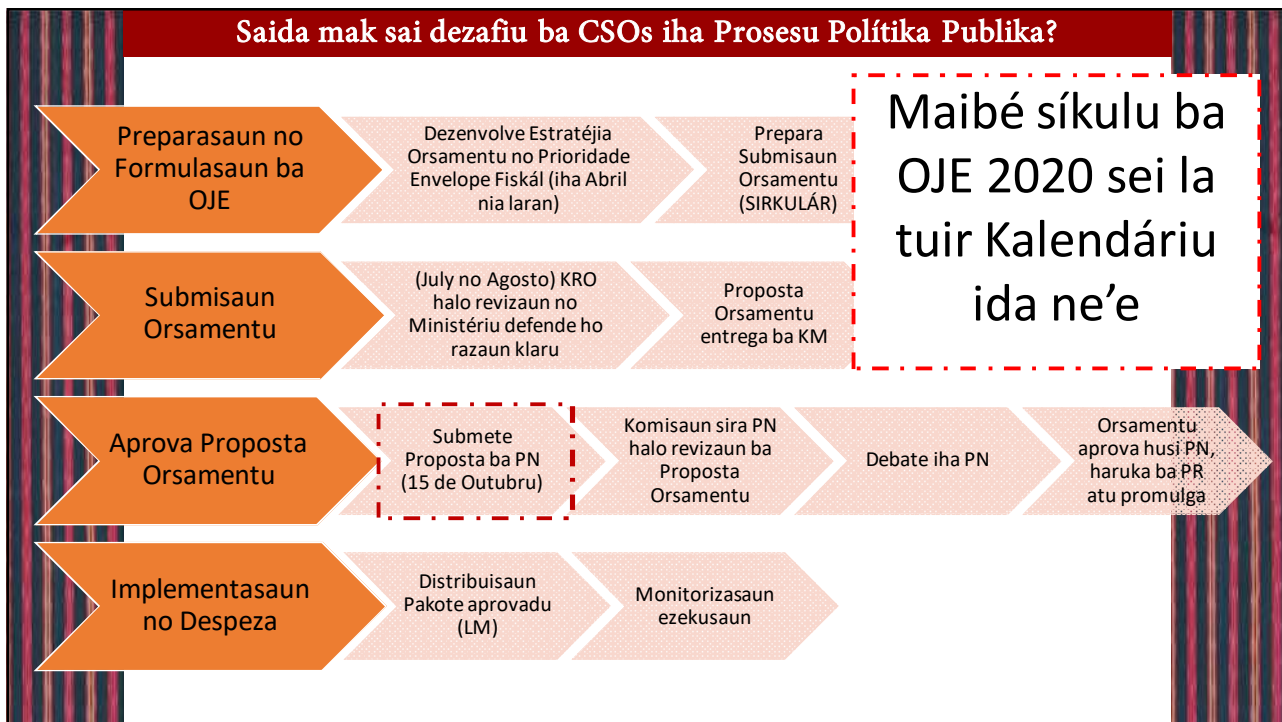 Saida mak sai dezafiu ba CSOs iha Prosesu Polítika Publika?
Preparasaun no
Formulasaun ba
OJE
Dezenvolve Estratéjia
Orsamentu no Prioridade
Envelope Fiskál (iha Abril
nia laran)
Prepara
Submisaun
Orsamentu
(SIRKULÁR)
Maibé síkulu ba
OJE 2020 sei la
tuir Kalendáriu
ida ne’e
Submisaun
Orsamentu
(July no Agosto) KRO
halo revizaun no
Ministériu defende ho
razaun klaru
Proposta
Orsamentu
entrega ba KM
Aprova Proposta
Orsamentu
Submete
Proposta ba PN
(15 de Outubru)
Komisaun sira PN
halo revizaun ba
Proposta
Orsamentu
Debate iha PN
Orsamentu
aprova husi PN,
haruka ba PR
atu promulga
Implementasaun
no Despeza
Distribuisaun
Pakote aprovadu
(LM)
Monitorizasaun
ezekusaun